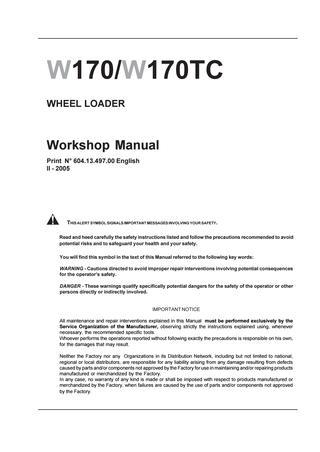 W170/W170TC
WHEEL LOADER
Workshop Manual
Print N° 604.13.497.00 English
II - 2005
THIS ALERT SYMBOL SIGNALS IMPORTANT MESSAGES INVOLVING YOUR SAFETY.
Read and heed carefully the safety instructions listed and follow the precautions recommended to avoid
potential risks and to safeguard your health and your safety.
You will find this symbol in the text of this Manual referred to the following key words:
WARNING - Cautions directed to avoid improper repair interventions involving potential consequences
for the operator's safety.
DANGER - These warnings qualify specifically potential dangers for the safety of the operator or other
persons directly or indirectly involved.
IMPORTANT NOTICE
All maintenance and repair interventions explained in this Manual must be performed exclusively by the
Service Organization of the Manufacturer, observing strictly the instructions explained using, whenever
necessary, the recommended specific tools.
Whoever performs the operations reported without following exactly the precautions is responsible on his own,
for the damages that may result.
Neither the Factory nor any Organizations in its Distribution Network, including but not limited to national,
regional or local distributors, are responsible for any liability arising from any damage resulting from defects
caused by parts and/or components not approved by the Factory for use in maintaining and/or repairing products
manufactured or merchandized by the Factory.
In any case, no warranty of any kind is made or shall be imposed with respect to products manufactured or
merchandized by the Factory, when failures are caused by the use of parts and/or components not approved
by the Factory.